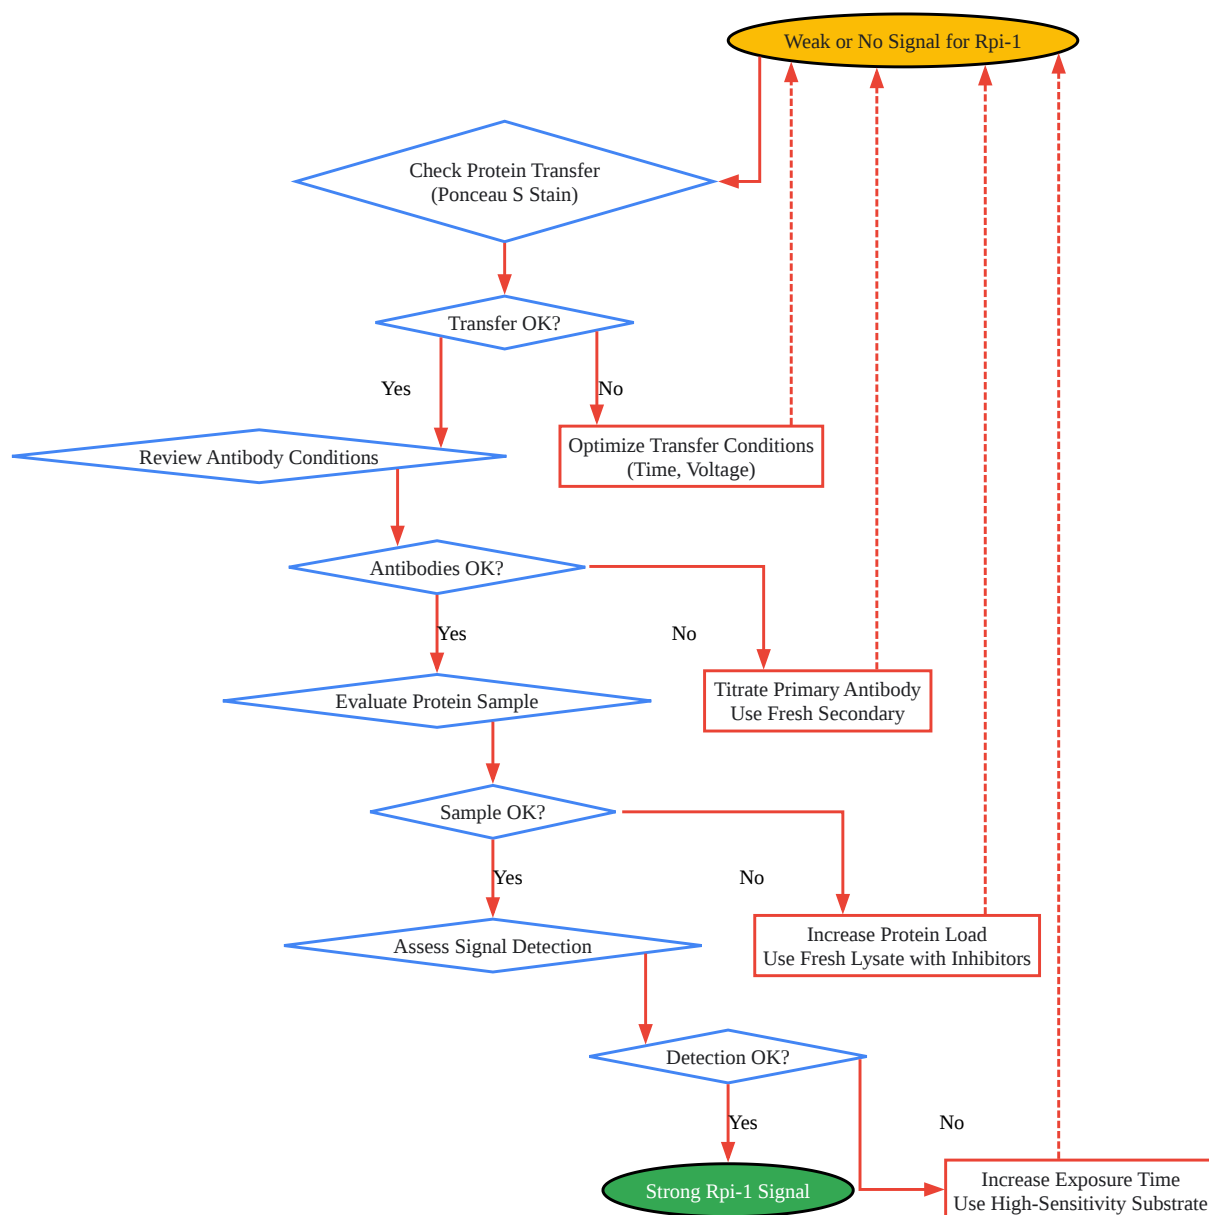 Weak or No Signal for Rpi-1
Check Protein Transfer
(Ponceau S Stain)
Transfer OK?
Yes
No
Optimize Transfer Conditions
(Time, Voltage)
Review Antibody Conditions
Antibodies OK?
Yes
No
Titrate Primary Antibody
Use Fresh Secondary
Evaluate Protein Sample
Sample OK?
Yes
No
Increase Protein Load
Use Fresh Lysate with Inhibitors
Assess Signal Detection
Detection OK?
Yes
No
Strong Rpi-1 Signal
Increase Exposure Time
Use High-Sensitivity Substrate